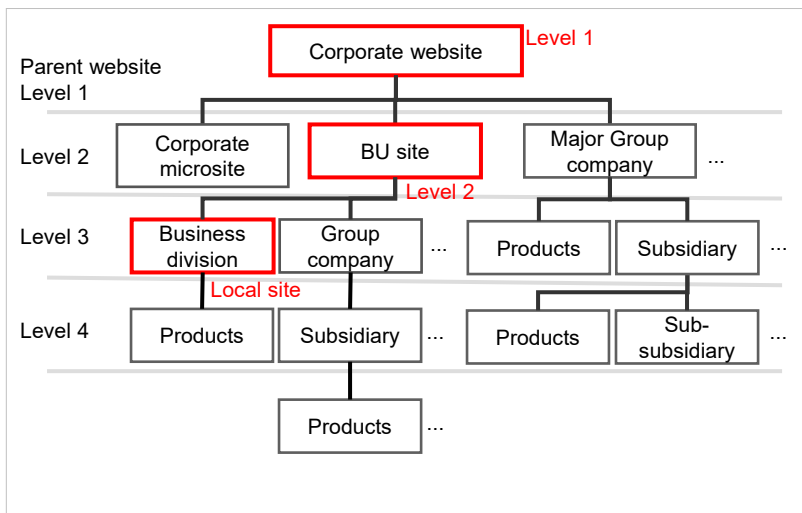 Corporate website
Level 1
Parent website
Level 1
Level 2
Corporate
microsite
BU site
Major Group
company
...
Level 2
Level 3
Business
division
Group
company
...
Products
Subsidiary
...
Local site
Level 4
Products
Subsidiary
...
Products
Sub-
subsidiary
...
Products
...